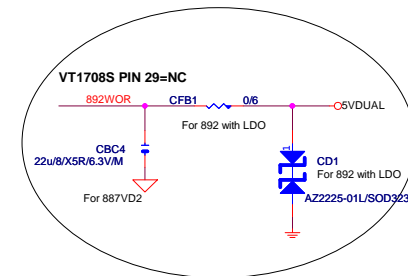 VT1708S PIN 29=NC
892WOR
CFB1
0/6
5VDUAL
For 892 with LDO
CBC4
22u/8/X5R/6.3V/M
1
CD1
For 892 with LDO
For 887VD2
AZ2225-01L/SOD323